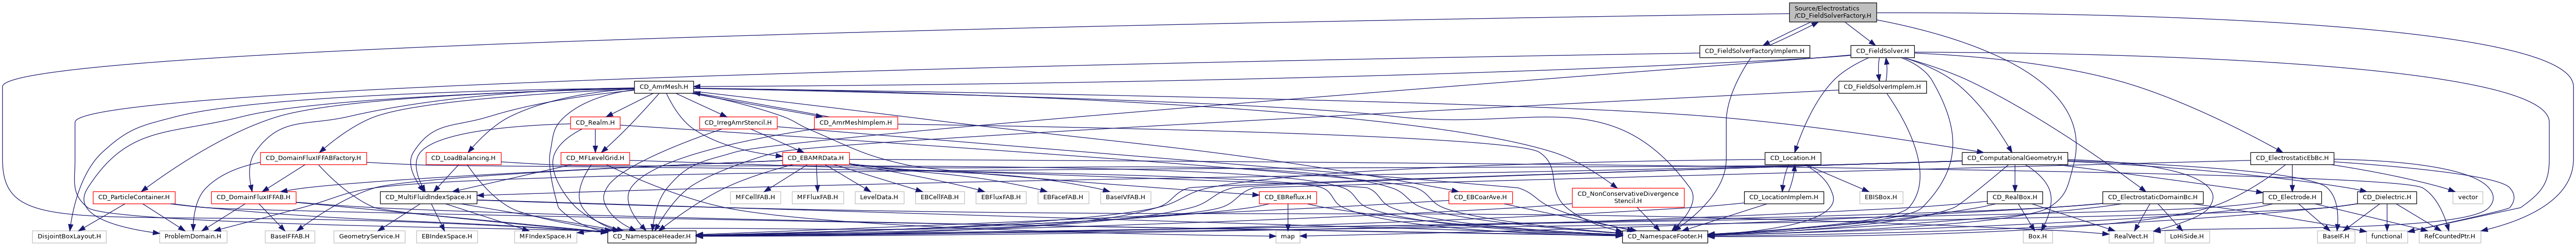 Source/Electrostatics
/CD_FieldSolverFactory.H
CD_FieldSolverFactoryImplem.H
CD_FieldSolver.H
CD_AmrMesh.H
CD_FieldSolverImplem.H
CD_Realm.H
CD_IrregAmrStencil.H
CD_AmrMeshImplem.H
CD_DomainFluxIFFABFactory.H
CD_LoadBalancing.H
CD_MFLevelGrid.H
CD_EBAMRData.H
CD_Location.H
CD_ComputationalGeometry.H
CD_ElectrostaticEbBc.H
CD_ParticleContainer.H
CD_DomainFluxIFFAB.H
CD_MultiFluidIndexSpace.H
MFCellFAB.H
MFFluxFAB.H
LevelData.H
EBCellFAB.H
EBFluxFAB.H
EBFaceFAB.H
BaseIVFAB.H
CD_EBReflux.H
CD_EBCoarAve.H
CD_NonConservativeDivergence
Stencil.H
CD_LocationImplem.H
EBISBox.H
CD_RealBox.H
CD_ElectrostaticDomainBc.H
CD_Electrode.H
CD_Dielectric.H
vector
DisjointBoxLayout.H
ProblemDomain.H
BaseIFFAB.H
GeometryService.H
EBIndexSpace.H
MFIndexSpace.H
map
CD_NamespaceHeader.H
CD_NamespaceFooter.H
Box.H
RealVect.H
LoHiSide.H
BaseIF.H
functional
RefCountedPtr.H